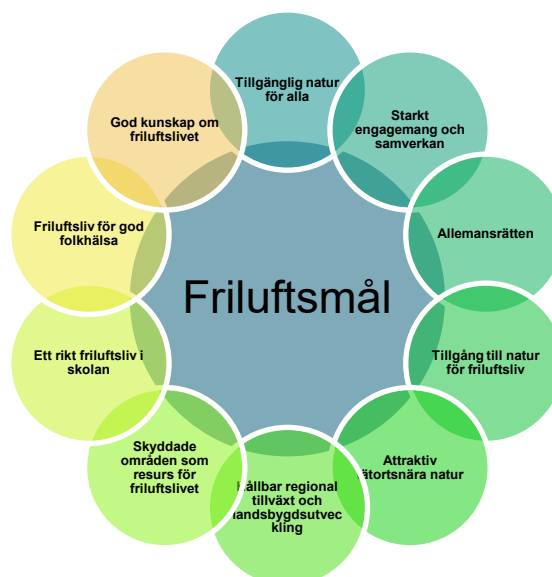 Tillgänglig natur
för alla
Starkt
engagemang och
samverkan
Allemansrätten
Tillgång till natur
för friluftsliv
Attraktiv
tätortsnära natur
Hållbar regional
tillväxt och
landsbygdsutvec
kling
Skyddade
områden som
resurs för
friluftslivet
Ett rikt friluftsliv i
skolan
Friluftsliv för god
folkhälsa
God kunskap om
friluftslivet
Friluftsmål